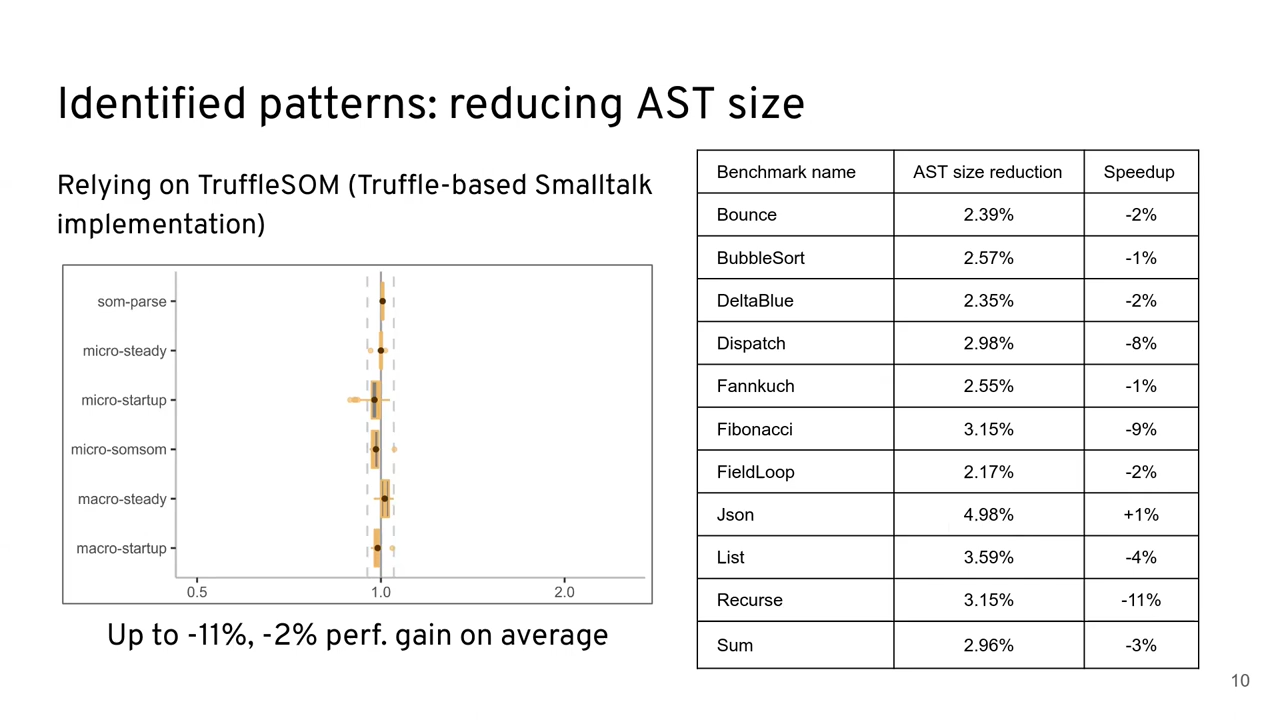 Identified patterns: reducing AST size
Relying on TruffleSOM (Truffle-based Smalltalk
implementation)
som-parse
micro-steady
micro-startup
micro-somsom
macro-steady
macro-startup
0.5 1.0 2.0
Up to -11%, -2% perf. gain on average
Benchmark name AST size reduction Speedup
Bounce 2.39% -2%
BubbleSort 2.57% -1%
DeltaBlue 2.35% -2%
Dispatch 2.98% -8%
Fannkuch 2.55% -1%
Fibonacci 3.15% -9%
FieldLoop 2.17% -2%
Json 4.98% +1%
List 3.59% -4%
Recurse 3.15% -11%
Sum 2.96% -3%
10